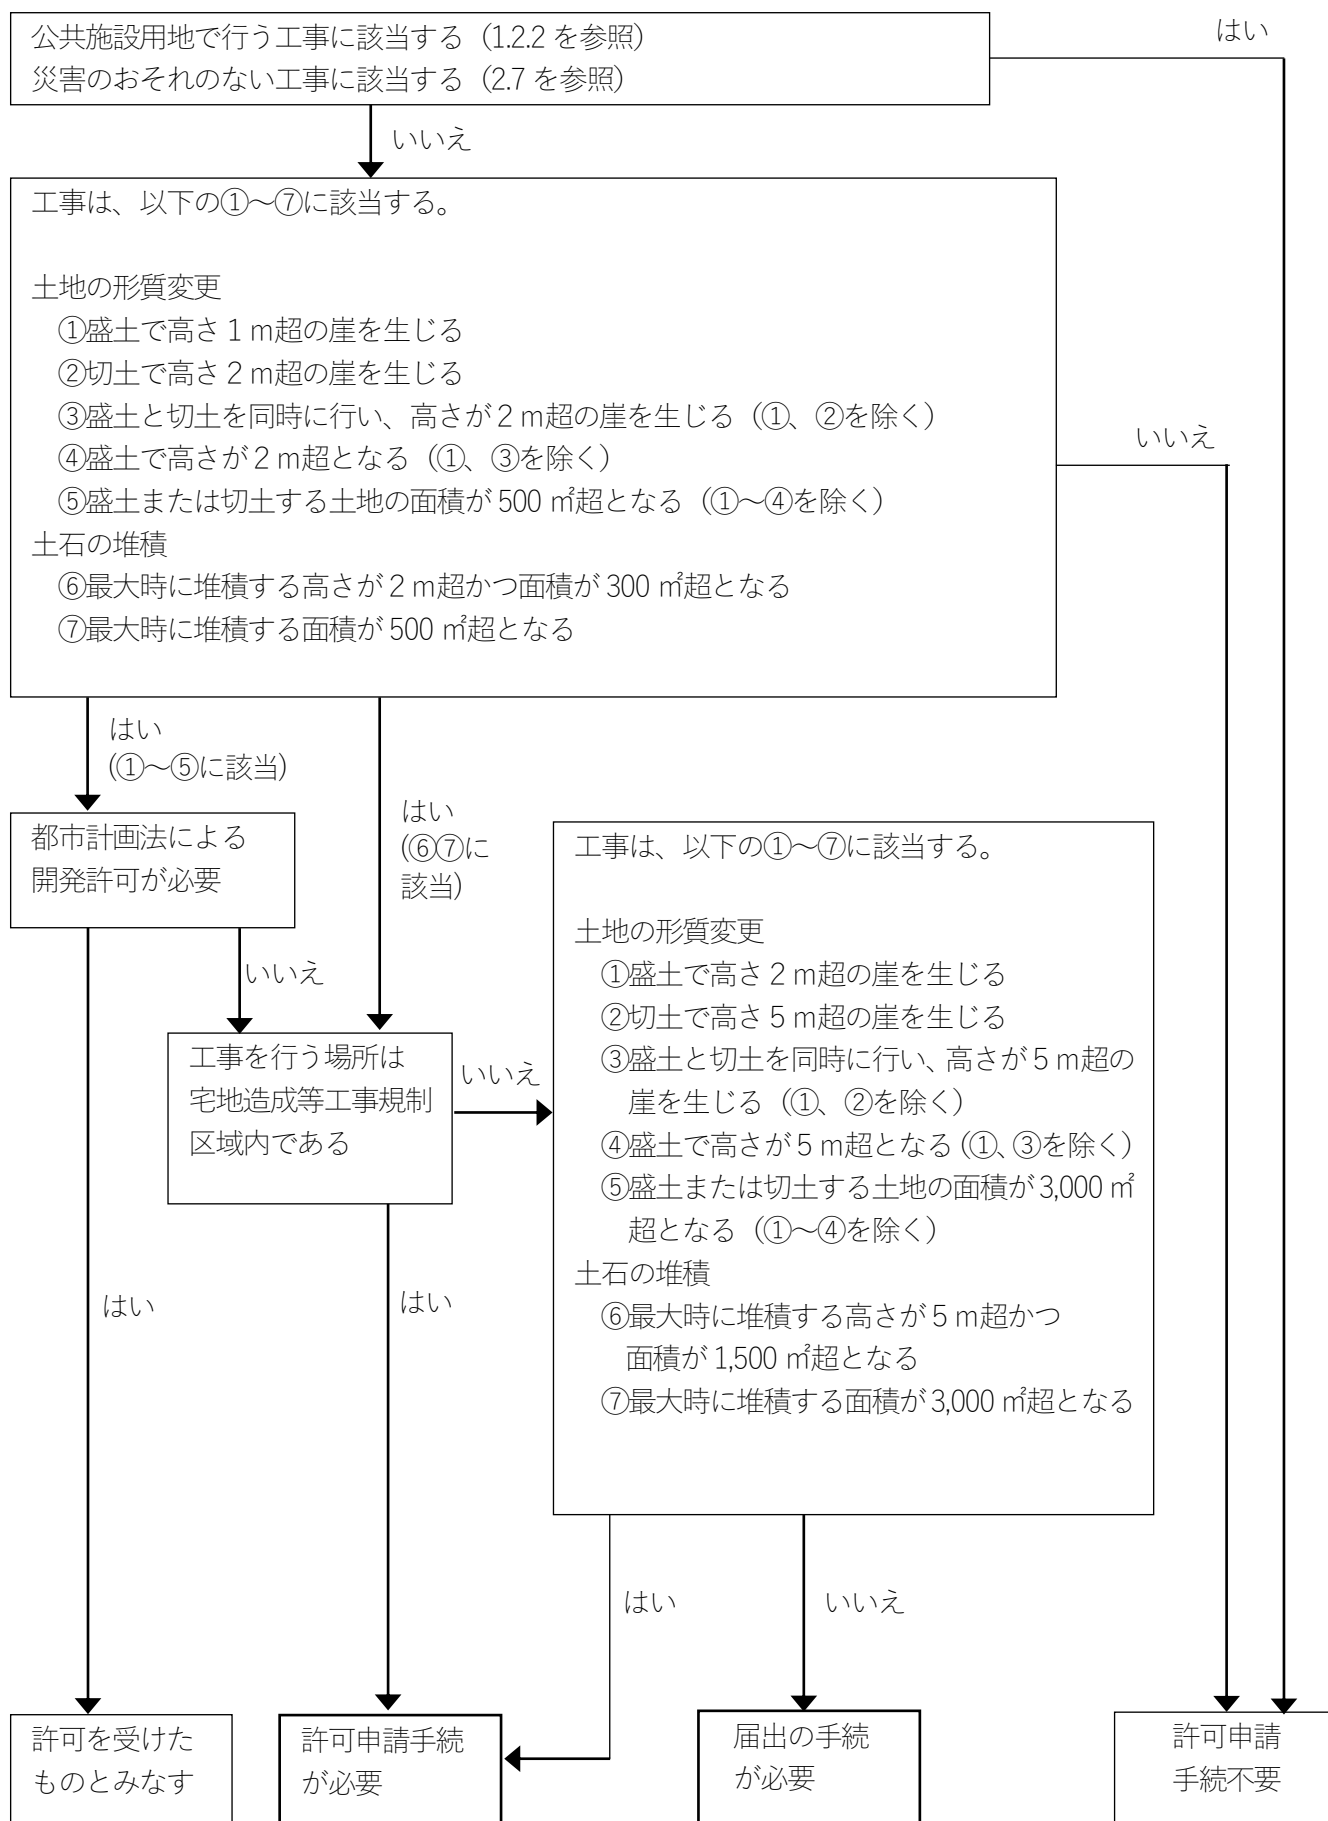 公共施設用地で行う工事に該当する（1.2.2 を参照）
災害のおそれのない工事に該当する（2.7 を参照）
はい
いいえ
工事は、以下の①～⑦に該当する。
土地の形質変更
①盛土で高さ１ｍ超の崖を生じる
②切土で高さ２ｍ超の崖を生じる
③盛土と切土を同時に行い、高さが２ｍ超の崖を生じる（①、②を除く）
④盛土で高さが２ｍ超となる（①、③を除く）
⑤盛土または切土する土地の面積が 500 ㎡超となる（①～④を除く）
土石の堆積
⑥最大時に堆積する高さが２ｍ超かつ面積が 300 ㎡超となる
⑦最大時に堆積する面積が 500 ㎡超となる
いいえ
はい
(①～⑤に該当)
はい
(⑥⑦に
該当)
都市計画法による
開発許可が必要
いいえ
工事を行う場所は
宅地造成等工事規制
区域内である
いいえ
工事は、以下の①～⑦に該当する。
土地の形質変更
①盛土で高さ２ｍ超の崖を生じる
②切土で高さ５ｍ超の崖を生じる
③盛土と切土を同時に行い、高さが５ｍ超の
崖を生じる（①、②を除く）
④盛土で高さが５ｍ超となる（①、③を除く）
⑤盛土または切土する土地の面積が 3,000 ㎡
超となる（①～④を除く）
土石の堆積
⑥最大時に堆積する高さが５ｍ超かつ
面積が 1,500 ㎡超となる
⑦最大時に堆積する面積が 3,000 ㎡超となる
はい
はい
はい
いいえ
許可を受けた
ものとみなす
許可申請手続
が必要
届出の手続
が必要
許可申請
手続不要